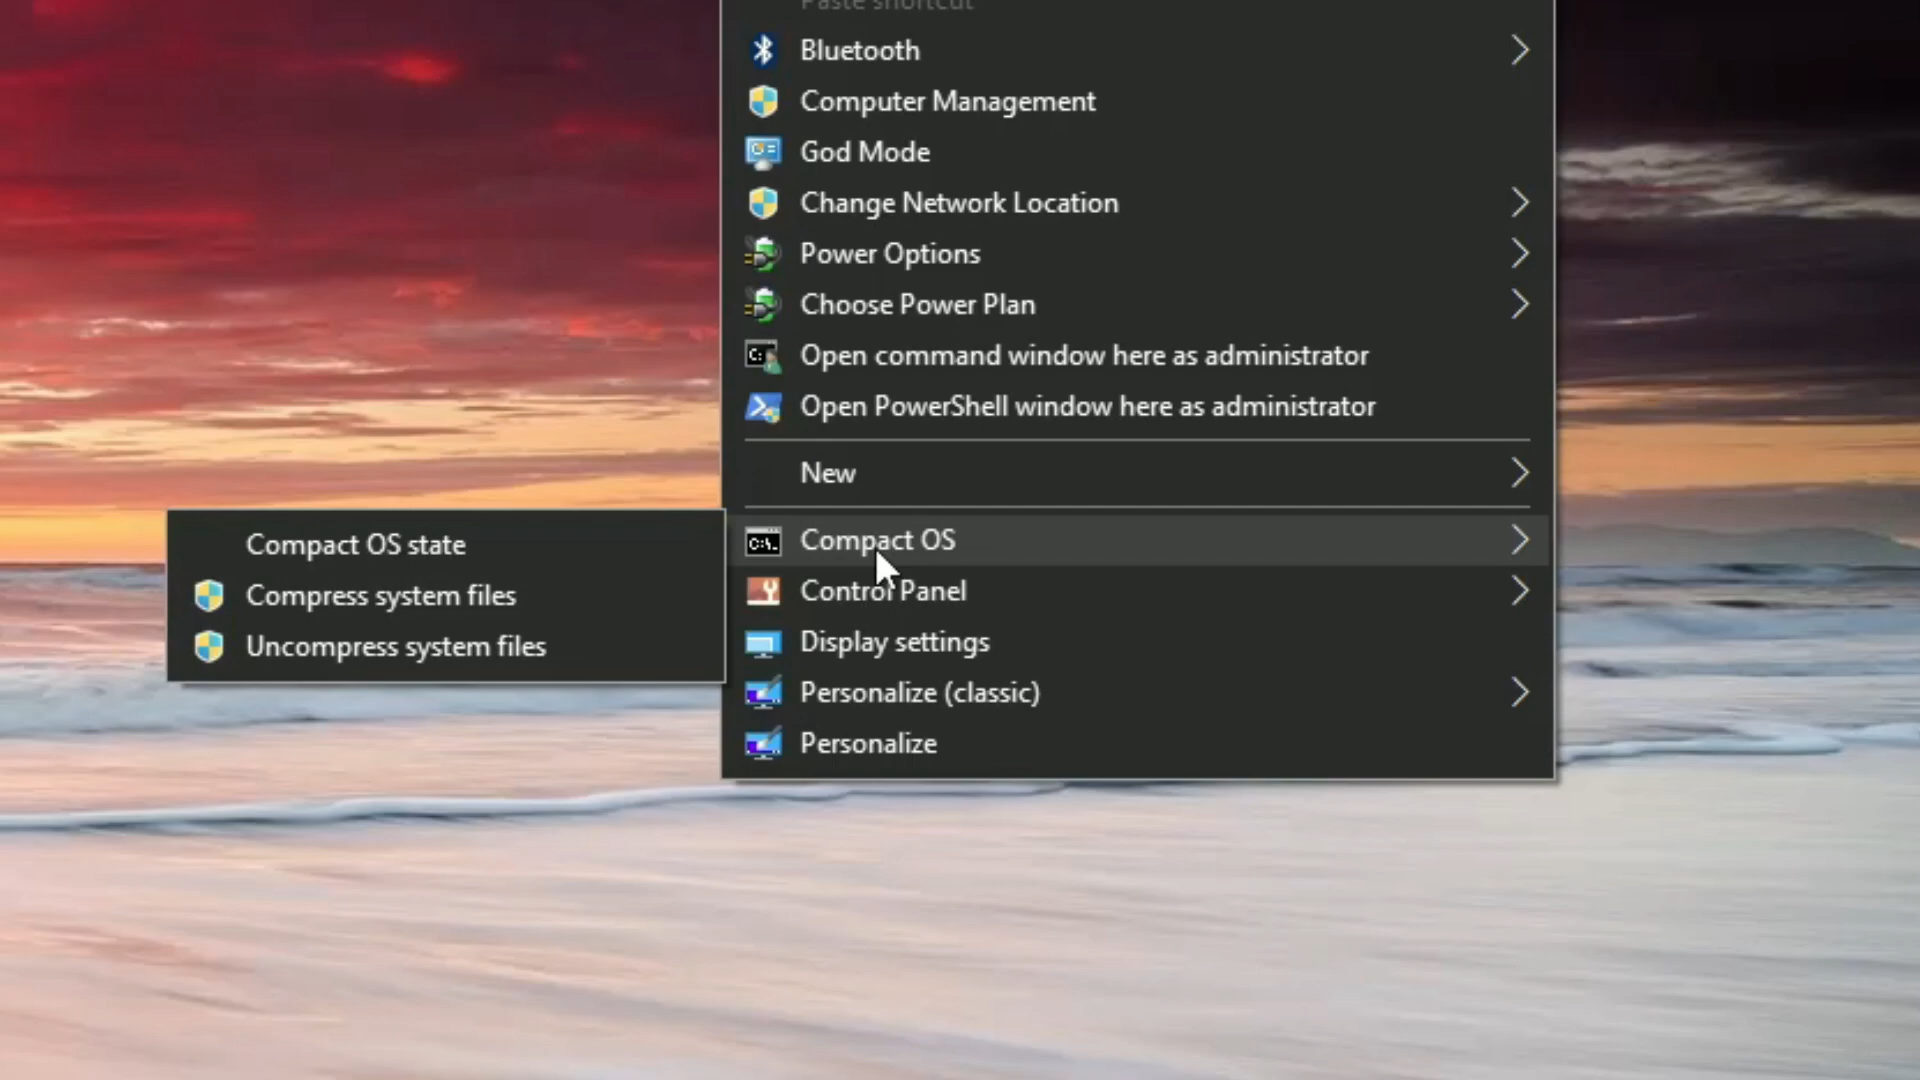 Paste shortcut
Bluetooth
Computer Management
God Mode
Change Network Location
Power Options
Choose Power Plan
Open command window here as administrator
Open PowerShell window here as administrator
New
Compact OS
Control Panel
Display settings
Personalize (classic)
Personalize
Compact OS state
Compress system files
Uncompress system files